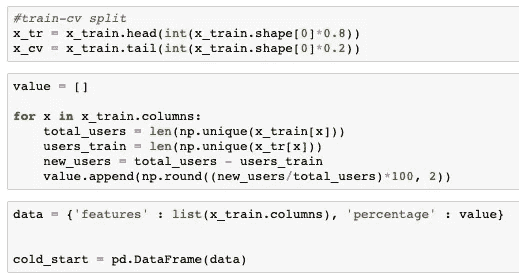 #train-cv split
x_tr = x_train.head(int(x_train.shape[0]*0.8))
x_cv = x_train.tail(int(x_train.shape[0]*0.2))
value = []
for x in x_train.columns:
    total_users = len(np.unique(x_train[x]))
    users_train = len(np.unique(x_tr[x]))
    new_users = total_users - users_train
    value.append(np.round((new_users/total_users)*100, 2))
data = {'features' : list(x_train.columns), 'percentage' : value}
cold_start = pd.DataFrame(data)